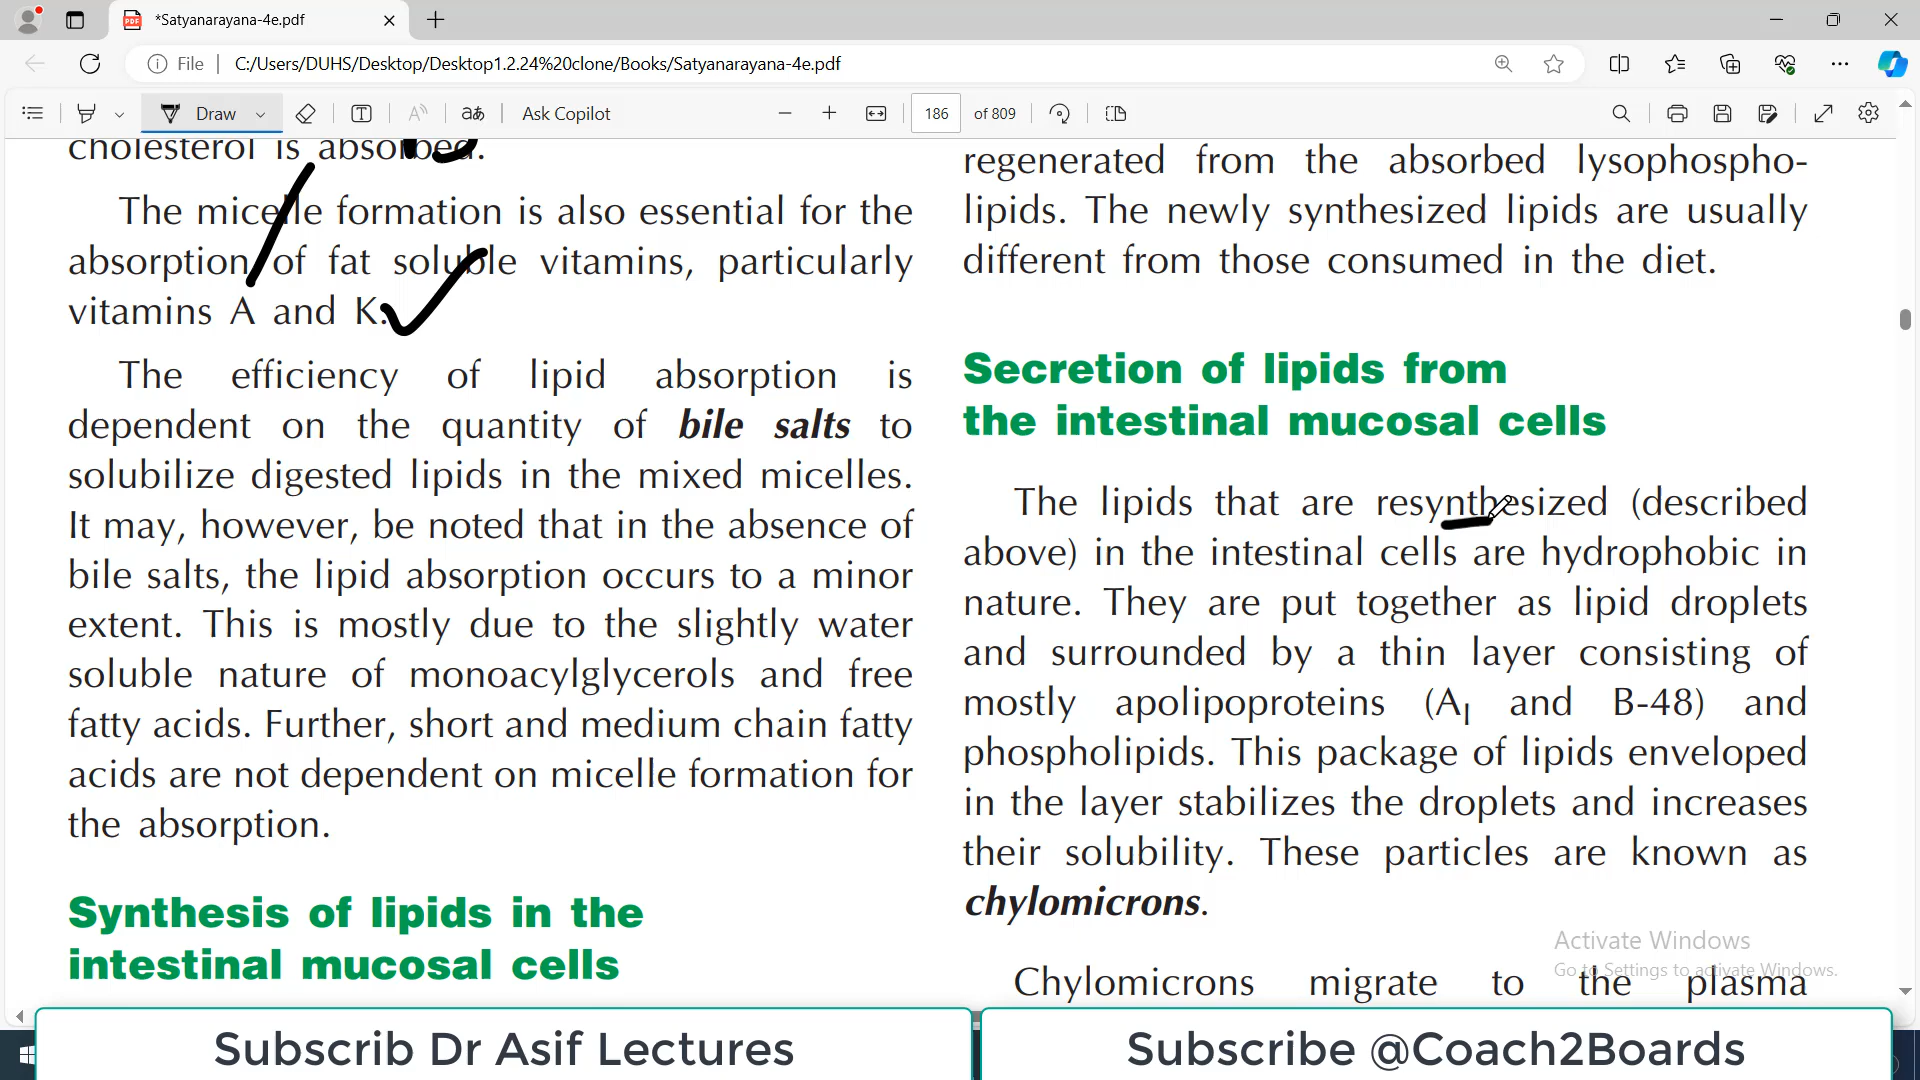 *Satyanarayana-4e.pdf
File
C:/Users/DUHS/Desktop/Desktop1.2.24%20clone/Books/Satyanarayana-4e.pdf
Draw
Ask Copilot
186 of 809
cholesterol is absorbed.
The micelle formation is also essential for the
absorption of fat soluble vitamins, particularly
vitamins A and K.
The efficiency of lipid absorption is
dependent on the quantity of bile salts to
solubilize digested lipids in the mixed micelles.
It may, however, be noted that in the absence of
bile salts, the lipid absorption occurs to a minor
extent. This is mostly due to the slightly water
soluble nature of monoacylglycerols and free
fatty acids. Further, short and medium chain fatty
acids are not dependent on micelle formation for
the absorption.
Synthesis of lipids in the
intestinal mucosal cells
regenerated from the absorbed lysophospho-
lipids. The newly synthesized lipids are usually
different from those consumed in the diet.
Secretion of lipids from
the intestinal mucosal cells
The lipids that are resynthesized (described
above) in the intestinal cells are hydrophobic in
nature. They are put together as lipid droplets
and surrounded by a thin layer consisting of
mostly apolipoproteins (AI and B-48) and
phospholipids. This package of lipids enveloped
in the layer stabilizes the droplets and increases
their solubility. These particles are known as
chylomicrons.
Chylomicrons migrate to the plasma
Activate Windows
Go to Settings to activate Windows.
Subscrib Dr Asif Lectures
Subscribe @Coach2Boards